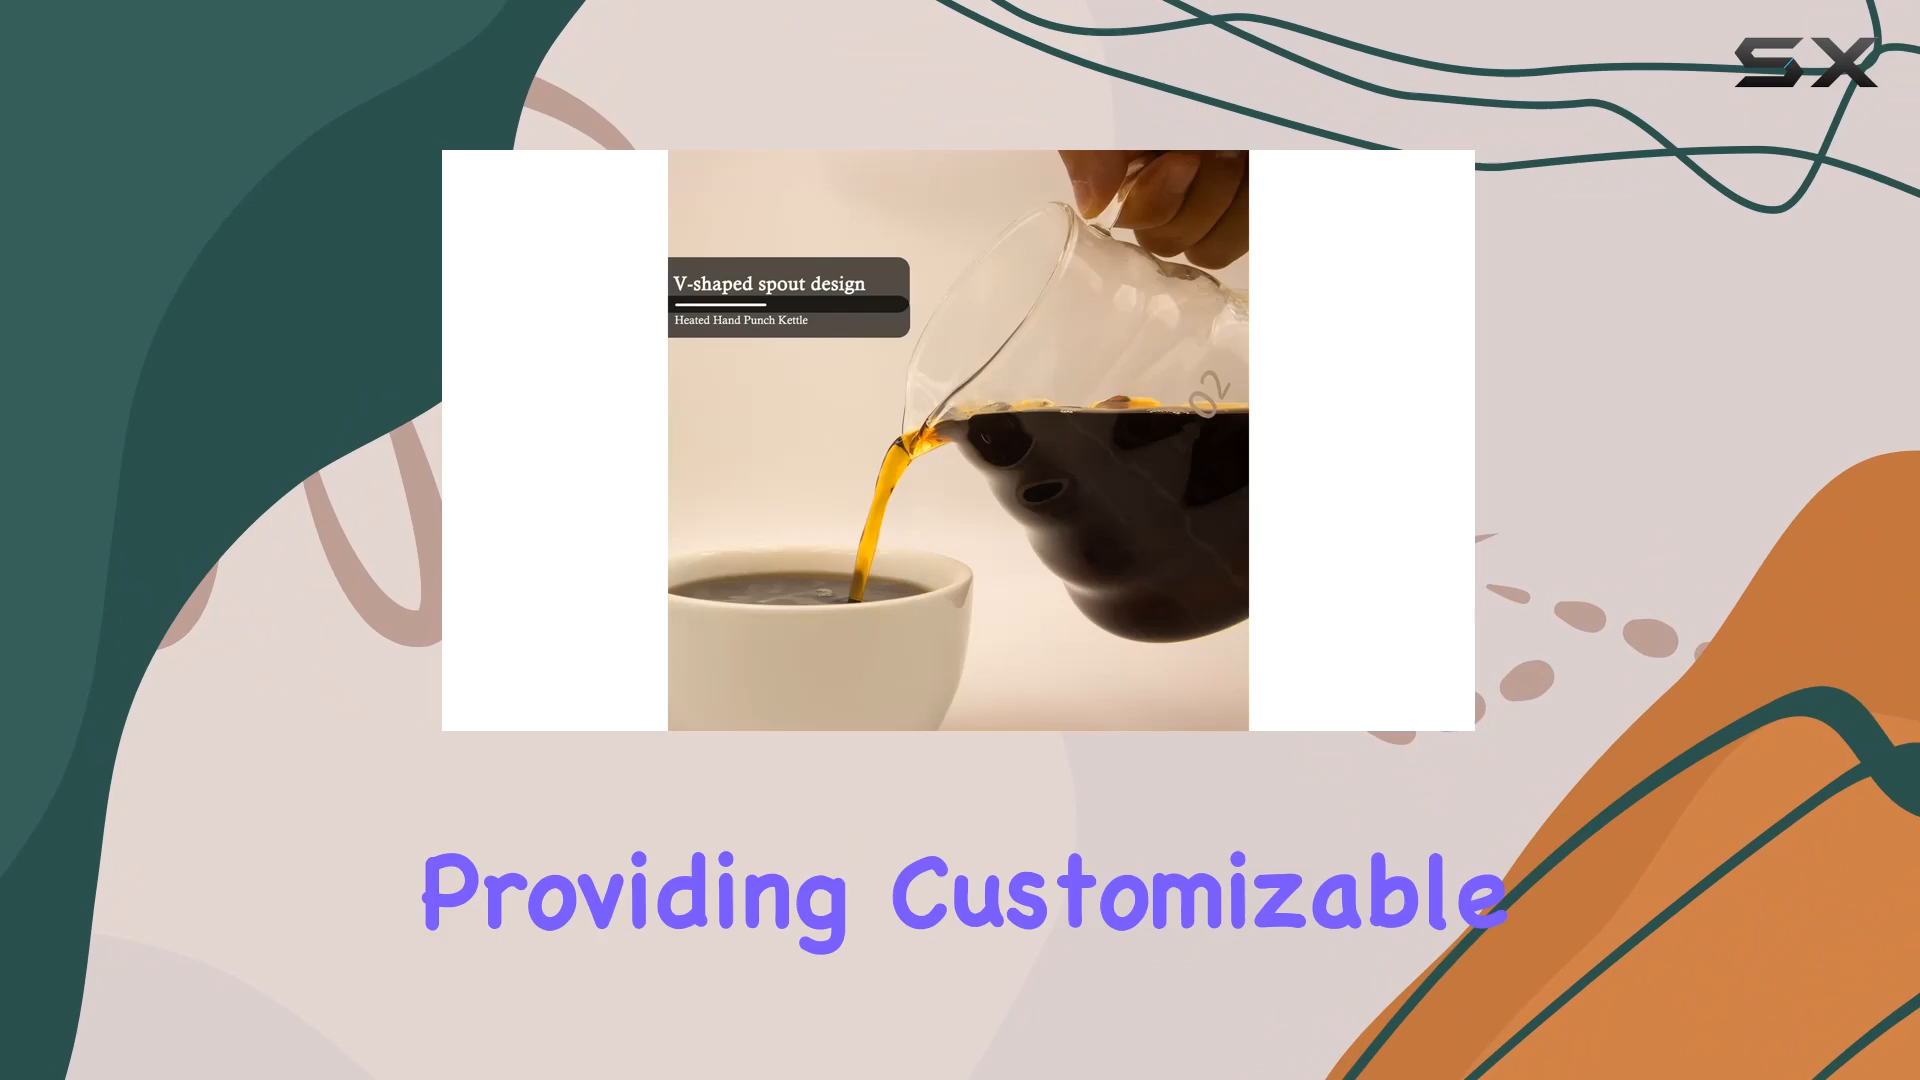 SX
V-shaped spout design
Heated Hand Punch Kettle
02
Providing Customizable